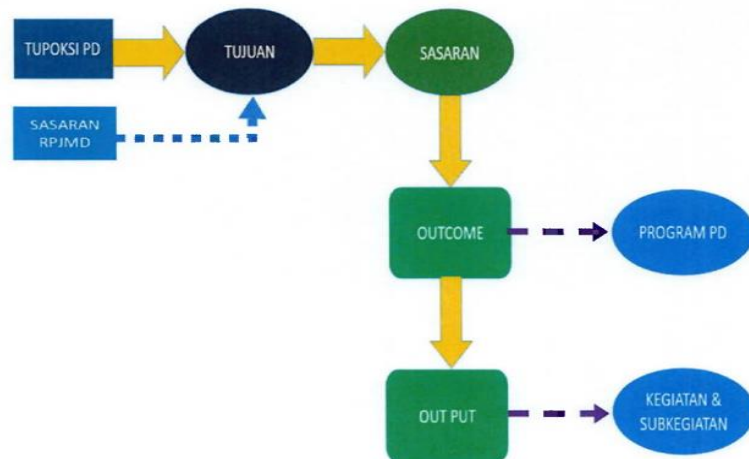 TUPOKSI PD
TUJUAN
SASARAN
SASARAN
RPJMD
OUTCOME
PROGRAM PD
OUT PUT
KEGIATAN &
SUBKEGIATAN